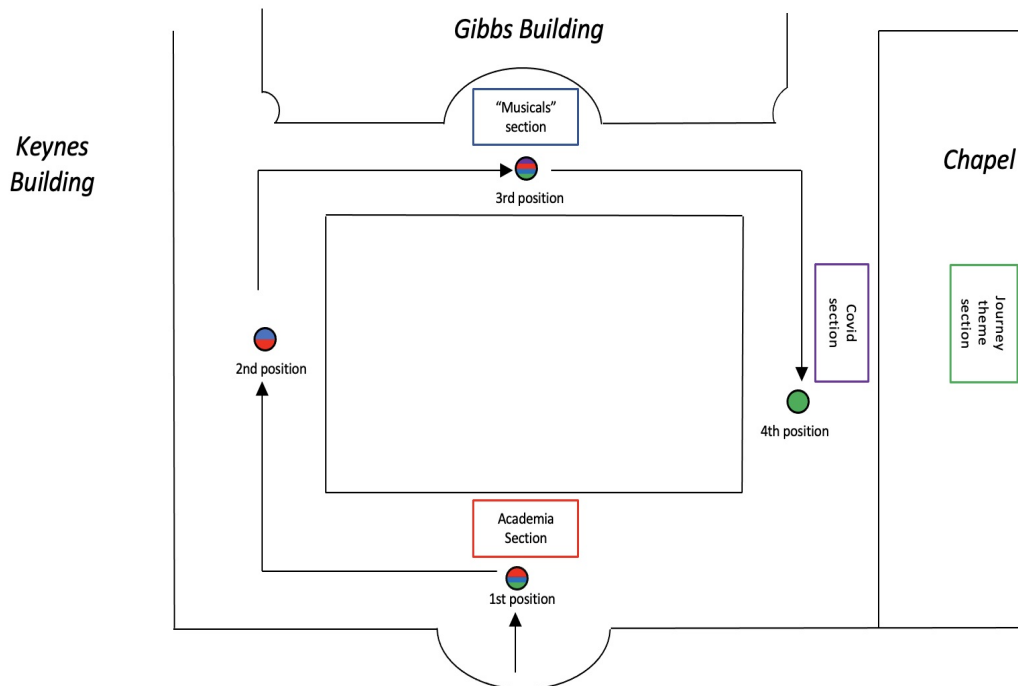 Gibbs Building
"Musicals"
section
Keynes
Building
Chapel
3rd position
Covid
section
Journey
theme
section
2nd position
4th position
Academia
Section
1st position